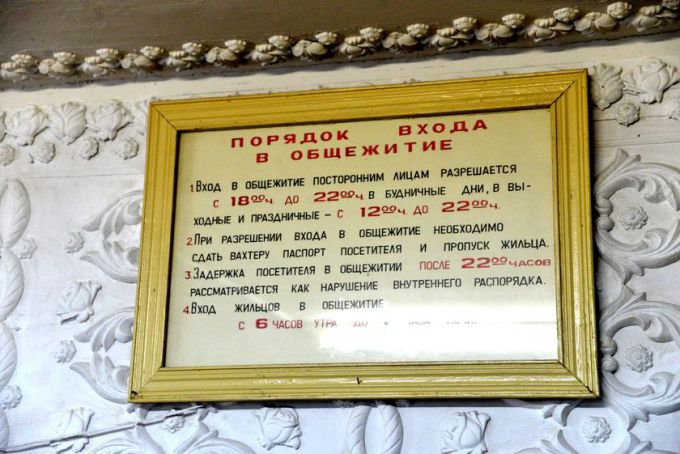 ПОРЯДОК ВХОДА
В ОБЩЕЖИТИЕ
1. ВХОД В ОБЩЕЖИТИЕ ПОСТОРОННИМ ЛИЦАМ РАЗРЕШАЕТСЯ
С 18⁰⁰Ч. ДО 22⁰⁰Ч. В БУДНИЧНЫЕ ДНИ, В ВЫ-
ХОДНЫЕ И ПРАЗДНИЧНЫЕ – С 12⁰⁰Ч. ДО 22⁰⁰Ч.
2. ПРИ РАЗРЕШЕНИИ ВХОДА В ОБЩЕЖИТИЕ НЕОБХОДИМО
СДАТЬ ВАХТЕРУ ПАСПОРТ ПОСЕТИТЕЛЯ И ПРОПУСК ЖИЛЬЦА.
3. ЗАДЕРЖКА ПОСЕТИТЕЛЯ В ОБЩЕЖИТИИ ПОСЛЕ 22⁰⁰ ЧАСОВ
РАССМАТРИВАЕТСЯ КАК НАРУШЕНИЕ ВНУТРЕННЕГО РАСПОРЯДКА.
4. ВХОД ЖИЛЬЦОВ В ОБЩЕЖИТИЕ
С 6 ЧАСОВ УТРА ДО